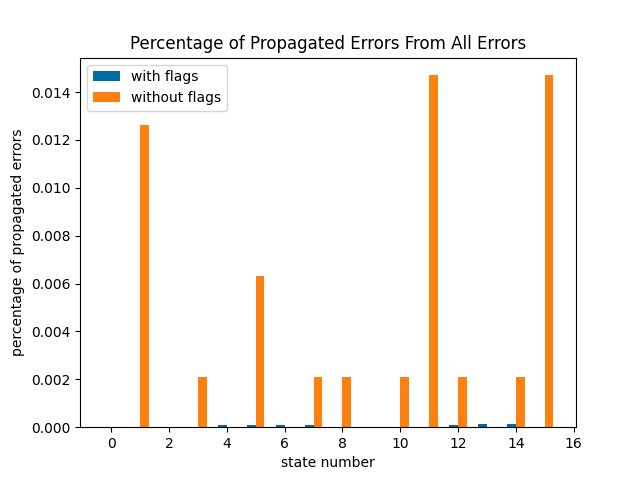 Percentage of Propagated Errors From All Errors
with flags
without flags
percentage of propagated errors
0.014
0.012
0.010
0.008
0.006
0.004
0.002
0.000
0 2 4 6 8 10 12 14 16
state number